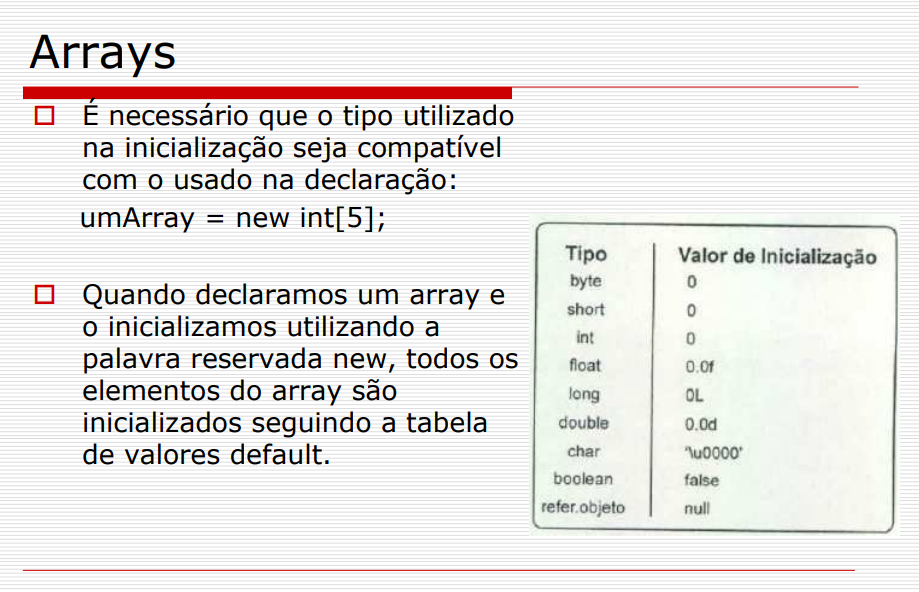 Arrays
É necessário que o tipo utilizado
na inicialização seja compatível
com o usado na declaração:
umArray = new int[5];
Quando declaramos um array e
o inicializamos utilizando a
palavra reservada new, todos os
elementos do array são
inicializados seguindo a tabela
de valores default.
Tipo Valor de Inicialização
byte 0
short 0
int 0
float 0.0f
long 0L
double 0.0d
char '\u0000'
boolean false
refer.objeto null